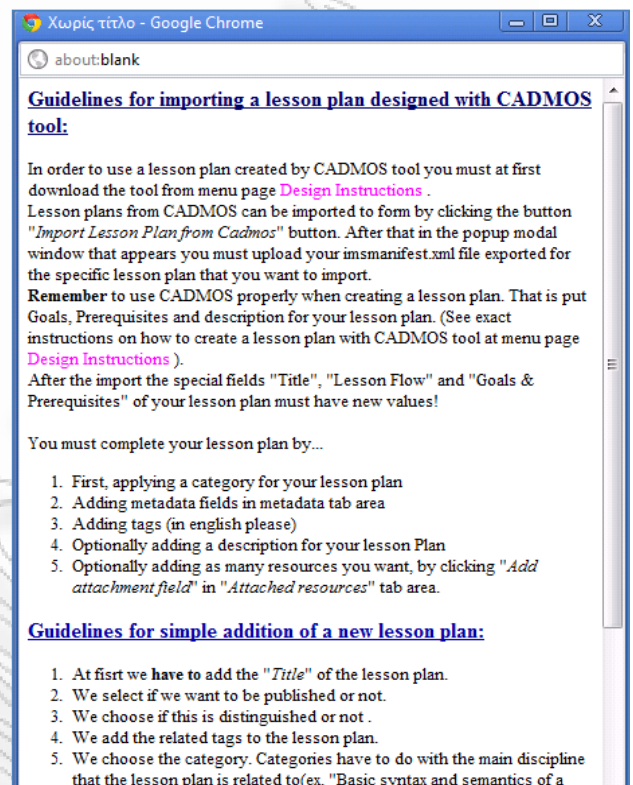 Χωρίς τίτλο - Google Chrome
about:blank
Guidelines for importing a lesson plan designed with CADMOS
tool:
In order to use a lesson plan created by CADMOS tool you must at first
download the tool from menu page Design Instructions .
Lesson plans from CADMOS can be imported to form by clicking the button
"Import Lesson Plan from Cadmos" button. After that in the popup modal
window that appears you must upload your imsmanifest.xml file exported for
the specific lesson plan that you want to import.
Remember to use CADMOS properly when creating a lesson plan. That is put
Goals, Prerequisites and description for your lesson plan. (See exact
instructions on how to create a lesson plan with CADMOS tool at menu page
Design Instructions ).
After the import the special fields "Title", "Lesson Flow" and "Goals &
Prerequisites" of your lesson plan must have new values!
You must complete your lesson plan by...
1. First, applying a category for your lesson plan
2. Adding metadata fields in metadata tab area
3. Adding tags (in english please)
4. Optionally adding a description for your lesson Plan
5. Optionally adding as many resources you want, by clicking "Add
attachment field" in "Attached resources" tab area.
Guidelines for simple addition of a new lesson plan:
1. At fisrt we have to add the "Title" of the lesson plan.
2. We select if we want to be published or not.
3. We choose if this is distinguished or not .
4. We add the related tags to the lesson plan.
5. We choose the category. Categories have to do with the main discipline
that the lesson plan is related to(ex. "Basic syntax and semantics of a